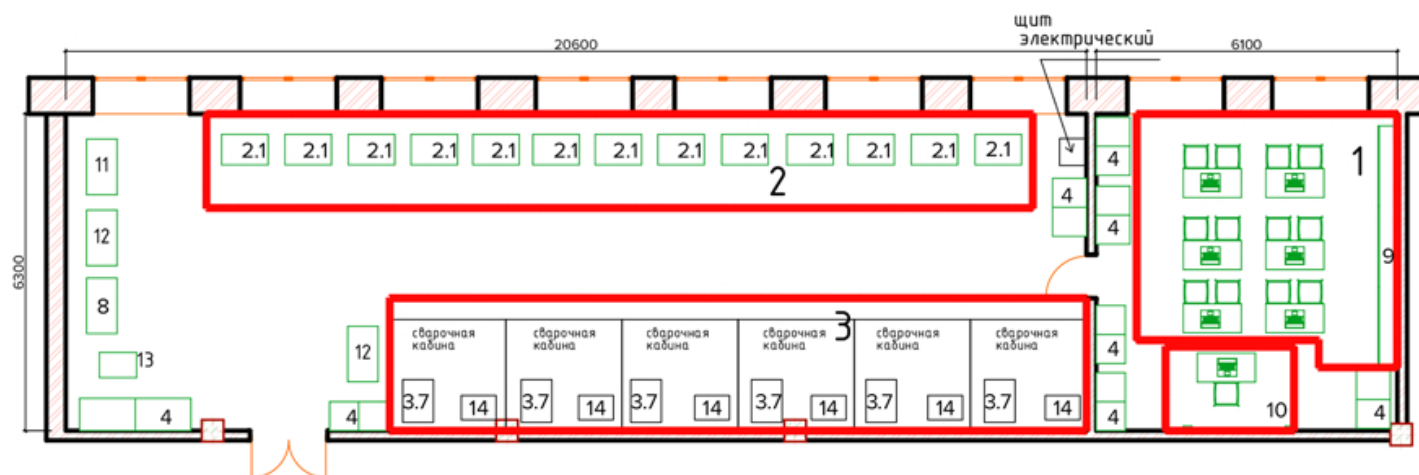 щит
электрический
20600
6100
2.1 2.1 2.1 2.1 2.1 2.1 2.1 2.1 2.1 2.1 2.1 2.1 2.1
11
4
1
2
4
12
4
9
6300
8
3
сварочная
кабина
сварочная
кабина
сварочная
кабина
сварочная
кабина
сварочная
кабина
сварочная
кабина
13
12
4
3.7 14 3.7 14 3.7 14 3.7 14 3.7 14 3.7 14
4
4
4
10
4